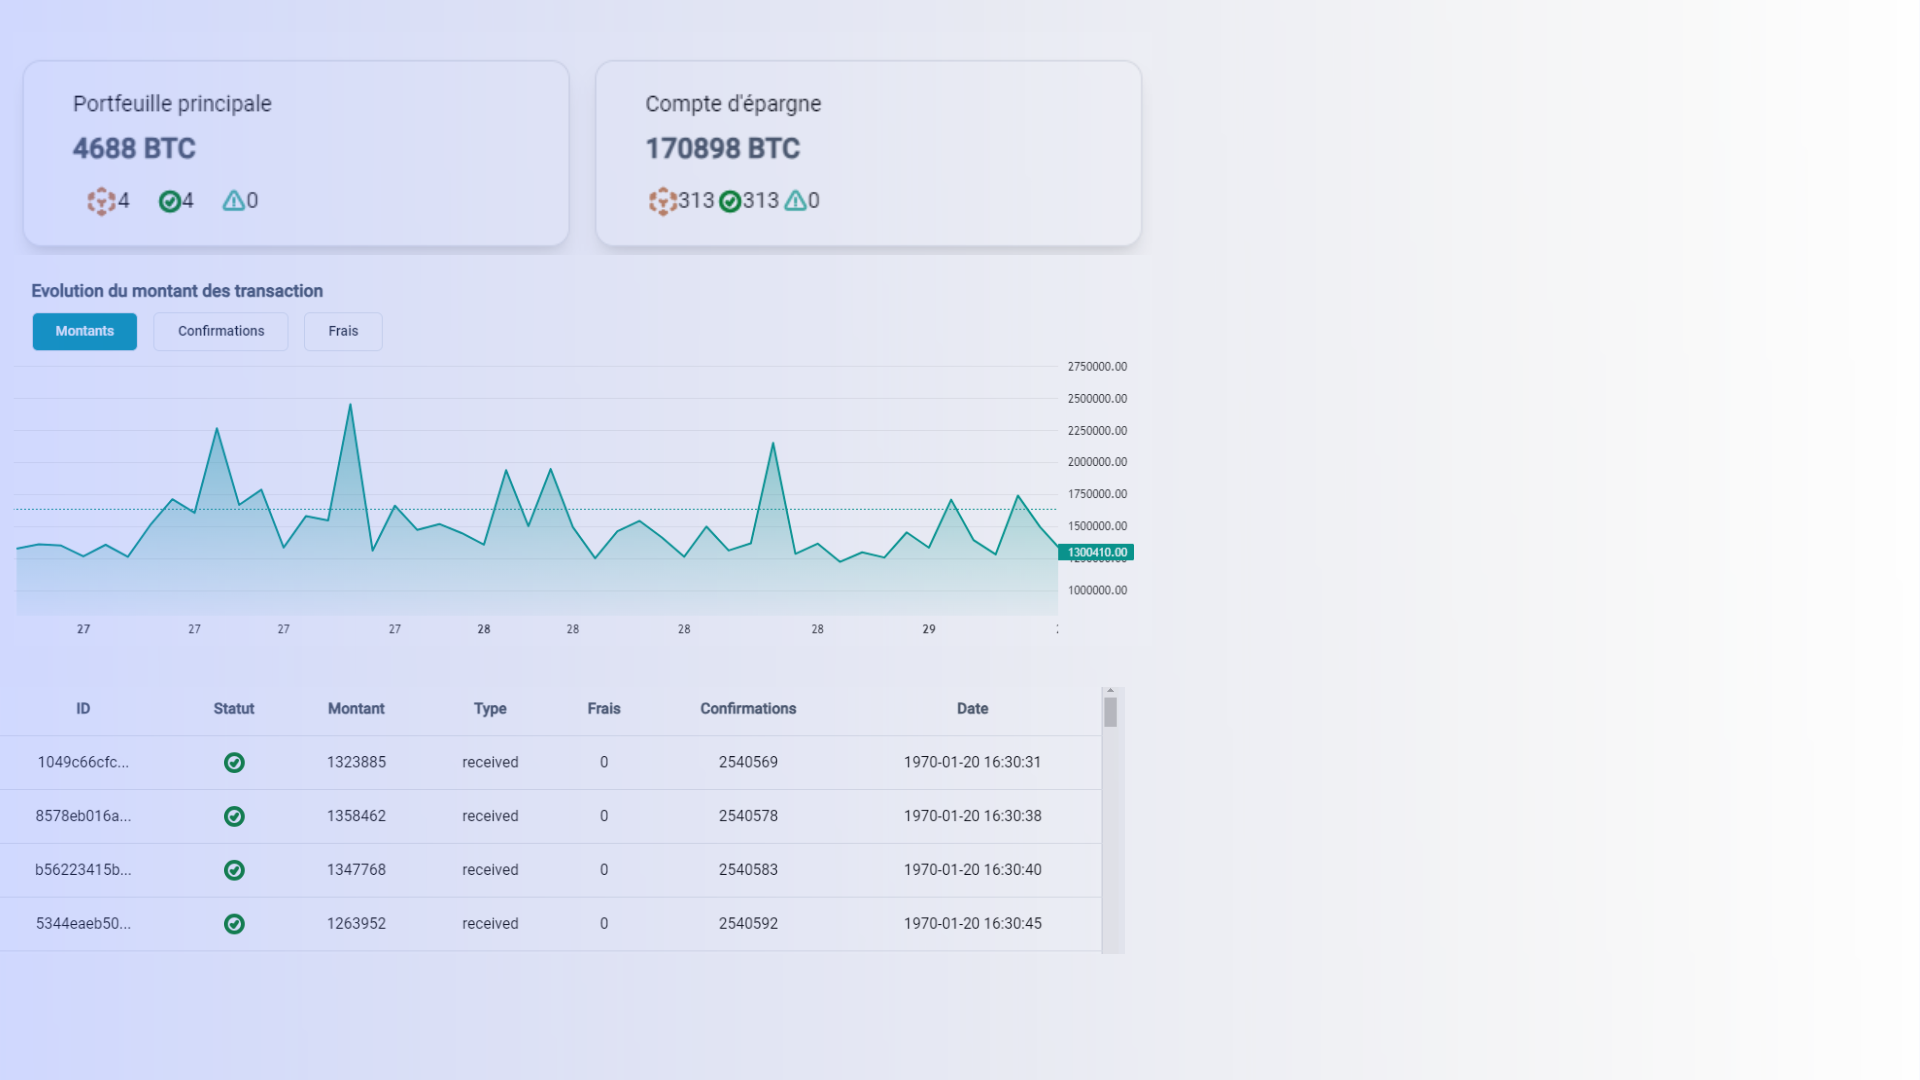 Portfeuille principale
4688 BTC
4 4 0
Compte d'épargne
170898 BTC
313 313 0
Evolution du montant des transaction
Montants Confirmations Frais
2750000.00
2500000.00
2250000.00
2000000.00
1750000.00
1500000.00
1300410.00
1000000.00
27 27 27 27 28 28 28 28 29
ID Statut Montant Type Frais Confirmations Date
1049c66cfc... 1323885 received 0 2540569 1970-01-20 16:30:31
8578eb016a... 1358462 received 0 2540578 1970-01-20 16:30:38
b56223415b... 1347768 received 0 2540583 1970-01-20 16:30:40
5344eaeb50... 1263952 received 0 2540592 1970-01-20 16:30:45